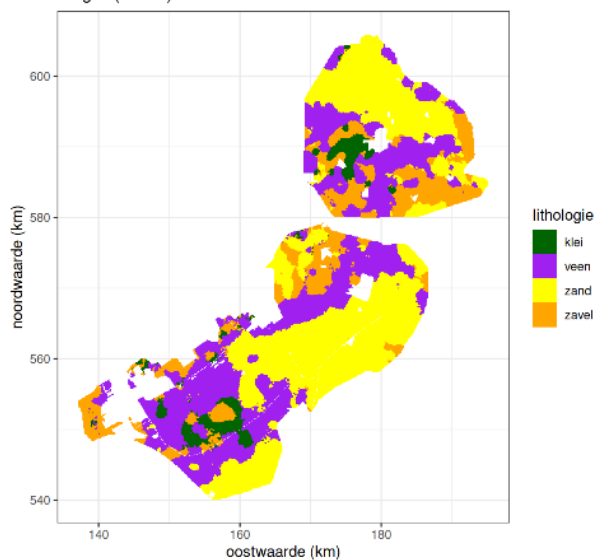 600
580
560
540
noordwaarde (km)
140
160
180
oostwaarde (km)
lithologie
klei
veen
zand
zavel